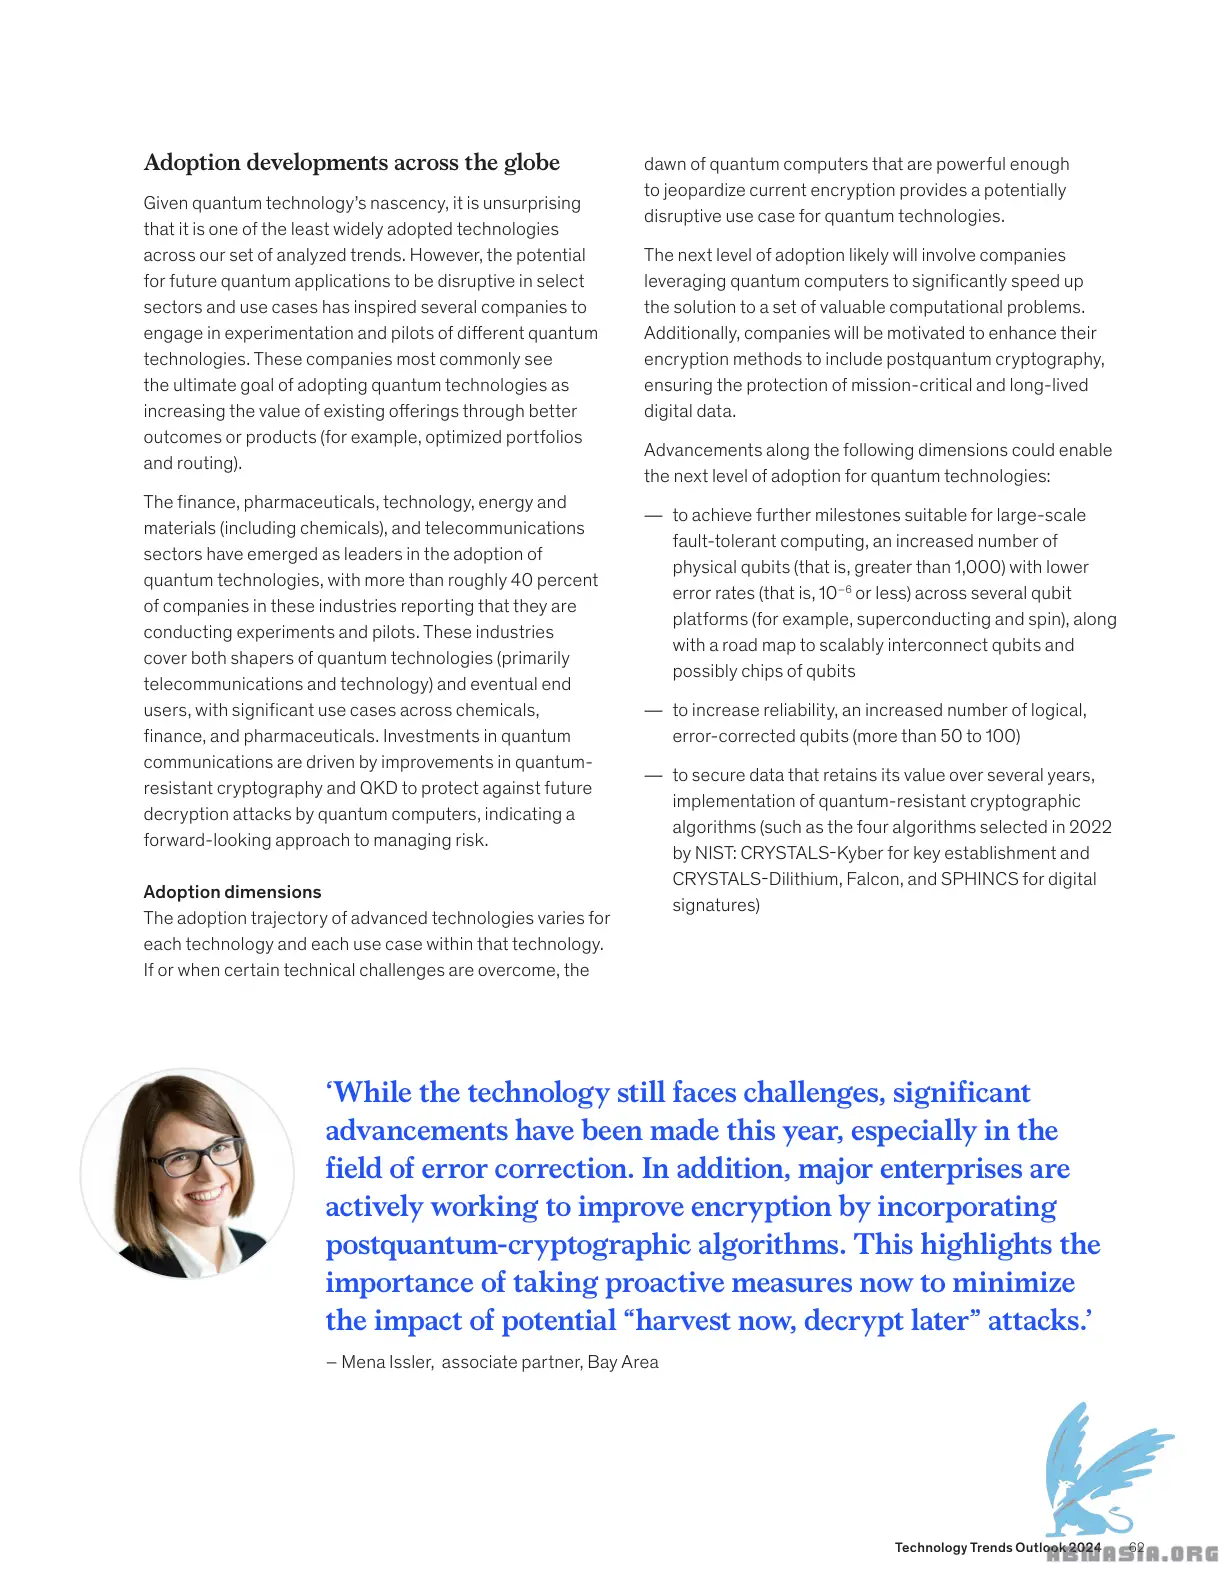 Adoption developments across the globe
Given quantum technology’s nascency, it is unsurprising
that it is one of the least widely adopted technologies
across our set of analyzed trends. However, the potential
for future quantum applications to be disruptive in select
sectors and use cases has inspired several companies to
engage in experimentation and pilots of different quantum
technologies. These companies most commonly see
the ultimate goal of adopting quantum technologies as
increasing the value of existing offerings through better
outcomes or products (for example, optimized portfolios
and routing).
The finance, pharmaceuticals, technology, energy and
materials (including chemicals), and telecommunications
sectors have emerged as leaders in the adoption of
quantum technologies, with more than roughly 40 percent
of companies in these industries reporting that they are
conducting experiments and pilots. These industries
cover both shapers of quantum technologies (primarily
telecommunications and technology) and eventual end
users, with significant use cases across chemicals,
finance, and pharmaceuticals. Investments in quantum
communications are driven by improvements in quantum-
resistant cryptography and QKD to protect against future
decryption attacks by quantum computers, indicating a
forward-looking approach to managing risk.
Adoption dimensions
The adoption trajectory of advanced technologies varies for
each technology and each use case within that technology.
If or when certain technical challenges are overcome, the
dawn of quantum computers that are powerful enough
to jeopardize current encryption provides a potentially
disruptive use case for quantum technologies.
The next level of adoption likely will involve companies
leveraging quantum computers to significantly speed up
the solution to a set of valuable computational problems.
Additionally, companies will be motivated to enhance their
encryption methods to include postquantum cryptography,
ensuring the protection of mission-critical and long-lived
digital data.
Advancements along the following dimensions could enable
the next level of adoption for quantum technologies:
— to achieve further milestones suitable for large-scale
fault-tolerant computing, an increased number of
physical qubits (that is, greater than 1,000) with lower
error rates (that is, 10⁻⁶ or less) across several qubit
platforms (for example, superconducting and spin), along
with a road map to scalably interconnect qubits and
possibly chips of qubits
— to increase reliability, an increased number of logical,
error-corrected qubits (more than 50 to 100)
— to secure data that retains its value over several years,
implementation of quantum-resistant cryptographic
algorithms (such as the four algorithms selected in 2022
by NIST: CRYSTALS-Kyber for key establishment and
CRYSTALS-Dilithium, Falcon, and SPHINCS for digital
signatures)
‘While the technology still faces challenges, significant
advancements have been made this year, especially in the
field of error correction. In addition, major enterprises are
actively working to improve encryption by incorporating
postquantum-cryptographic algorithms. This highlights the
importance of taking proactive measures now to minimize
the impact of potential “harvest now, decrypt later” attacks.’
– Mena Issler, associate partner, Bay Area
Technology Trends Outlook 2024 62
ABWASIA.ORG